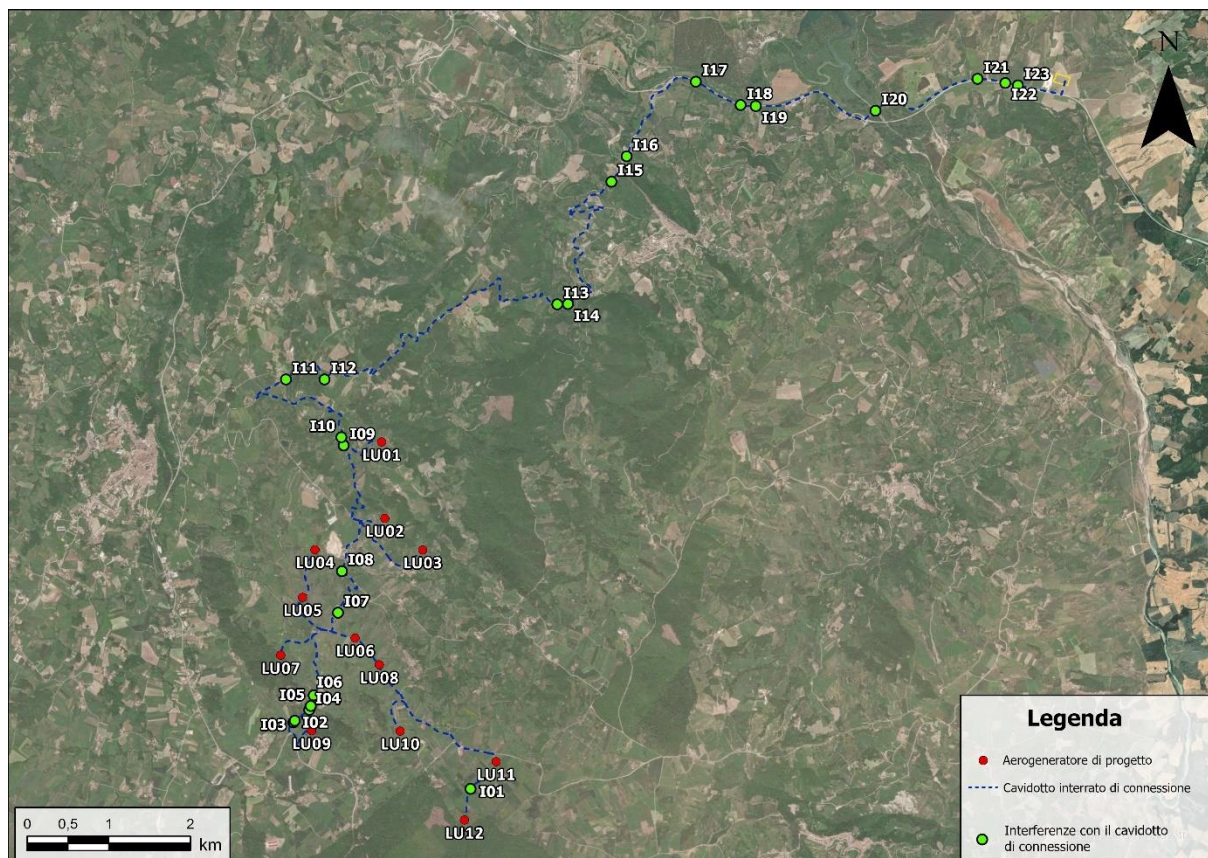 N
I17
I21
I23
I22
I18
I19
I20
I16
I15
I13
I14
I11
I12
I10
I09
LU01
LU02
LU04
LU03
I08
LU05
I07
LU06
LU07
LU08
I06
I05
I04
I03
I02
LU09
LU10
LU11
I01
LU12
Legenda
Aerogeneratore di progetto
Cavidotto interrato di connessione
Interferenze con il cavidotto
di connessione
0 0,5 1 2
km